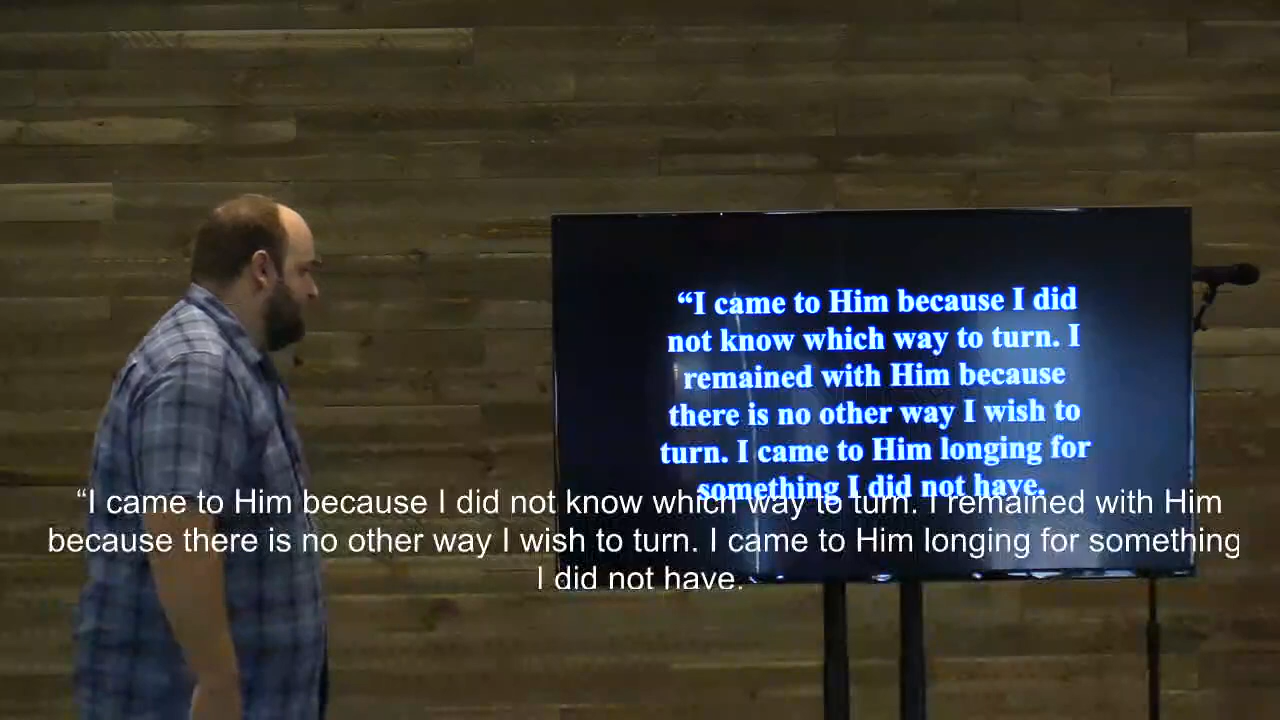 “I came to Him because I did
not know which way to turn. I
remained with Him because
there is no other way I wish to
turn. I came to Him longing for
something I did not have.
“I came to Him because I did not know which way to turn. I remained with Him
because there is no other way I wish to turn. I came to Him longing for something
I did not have.